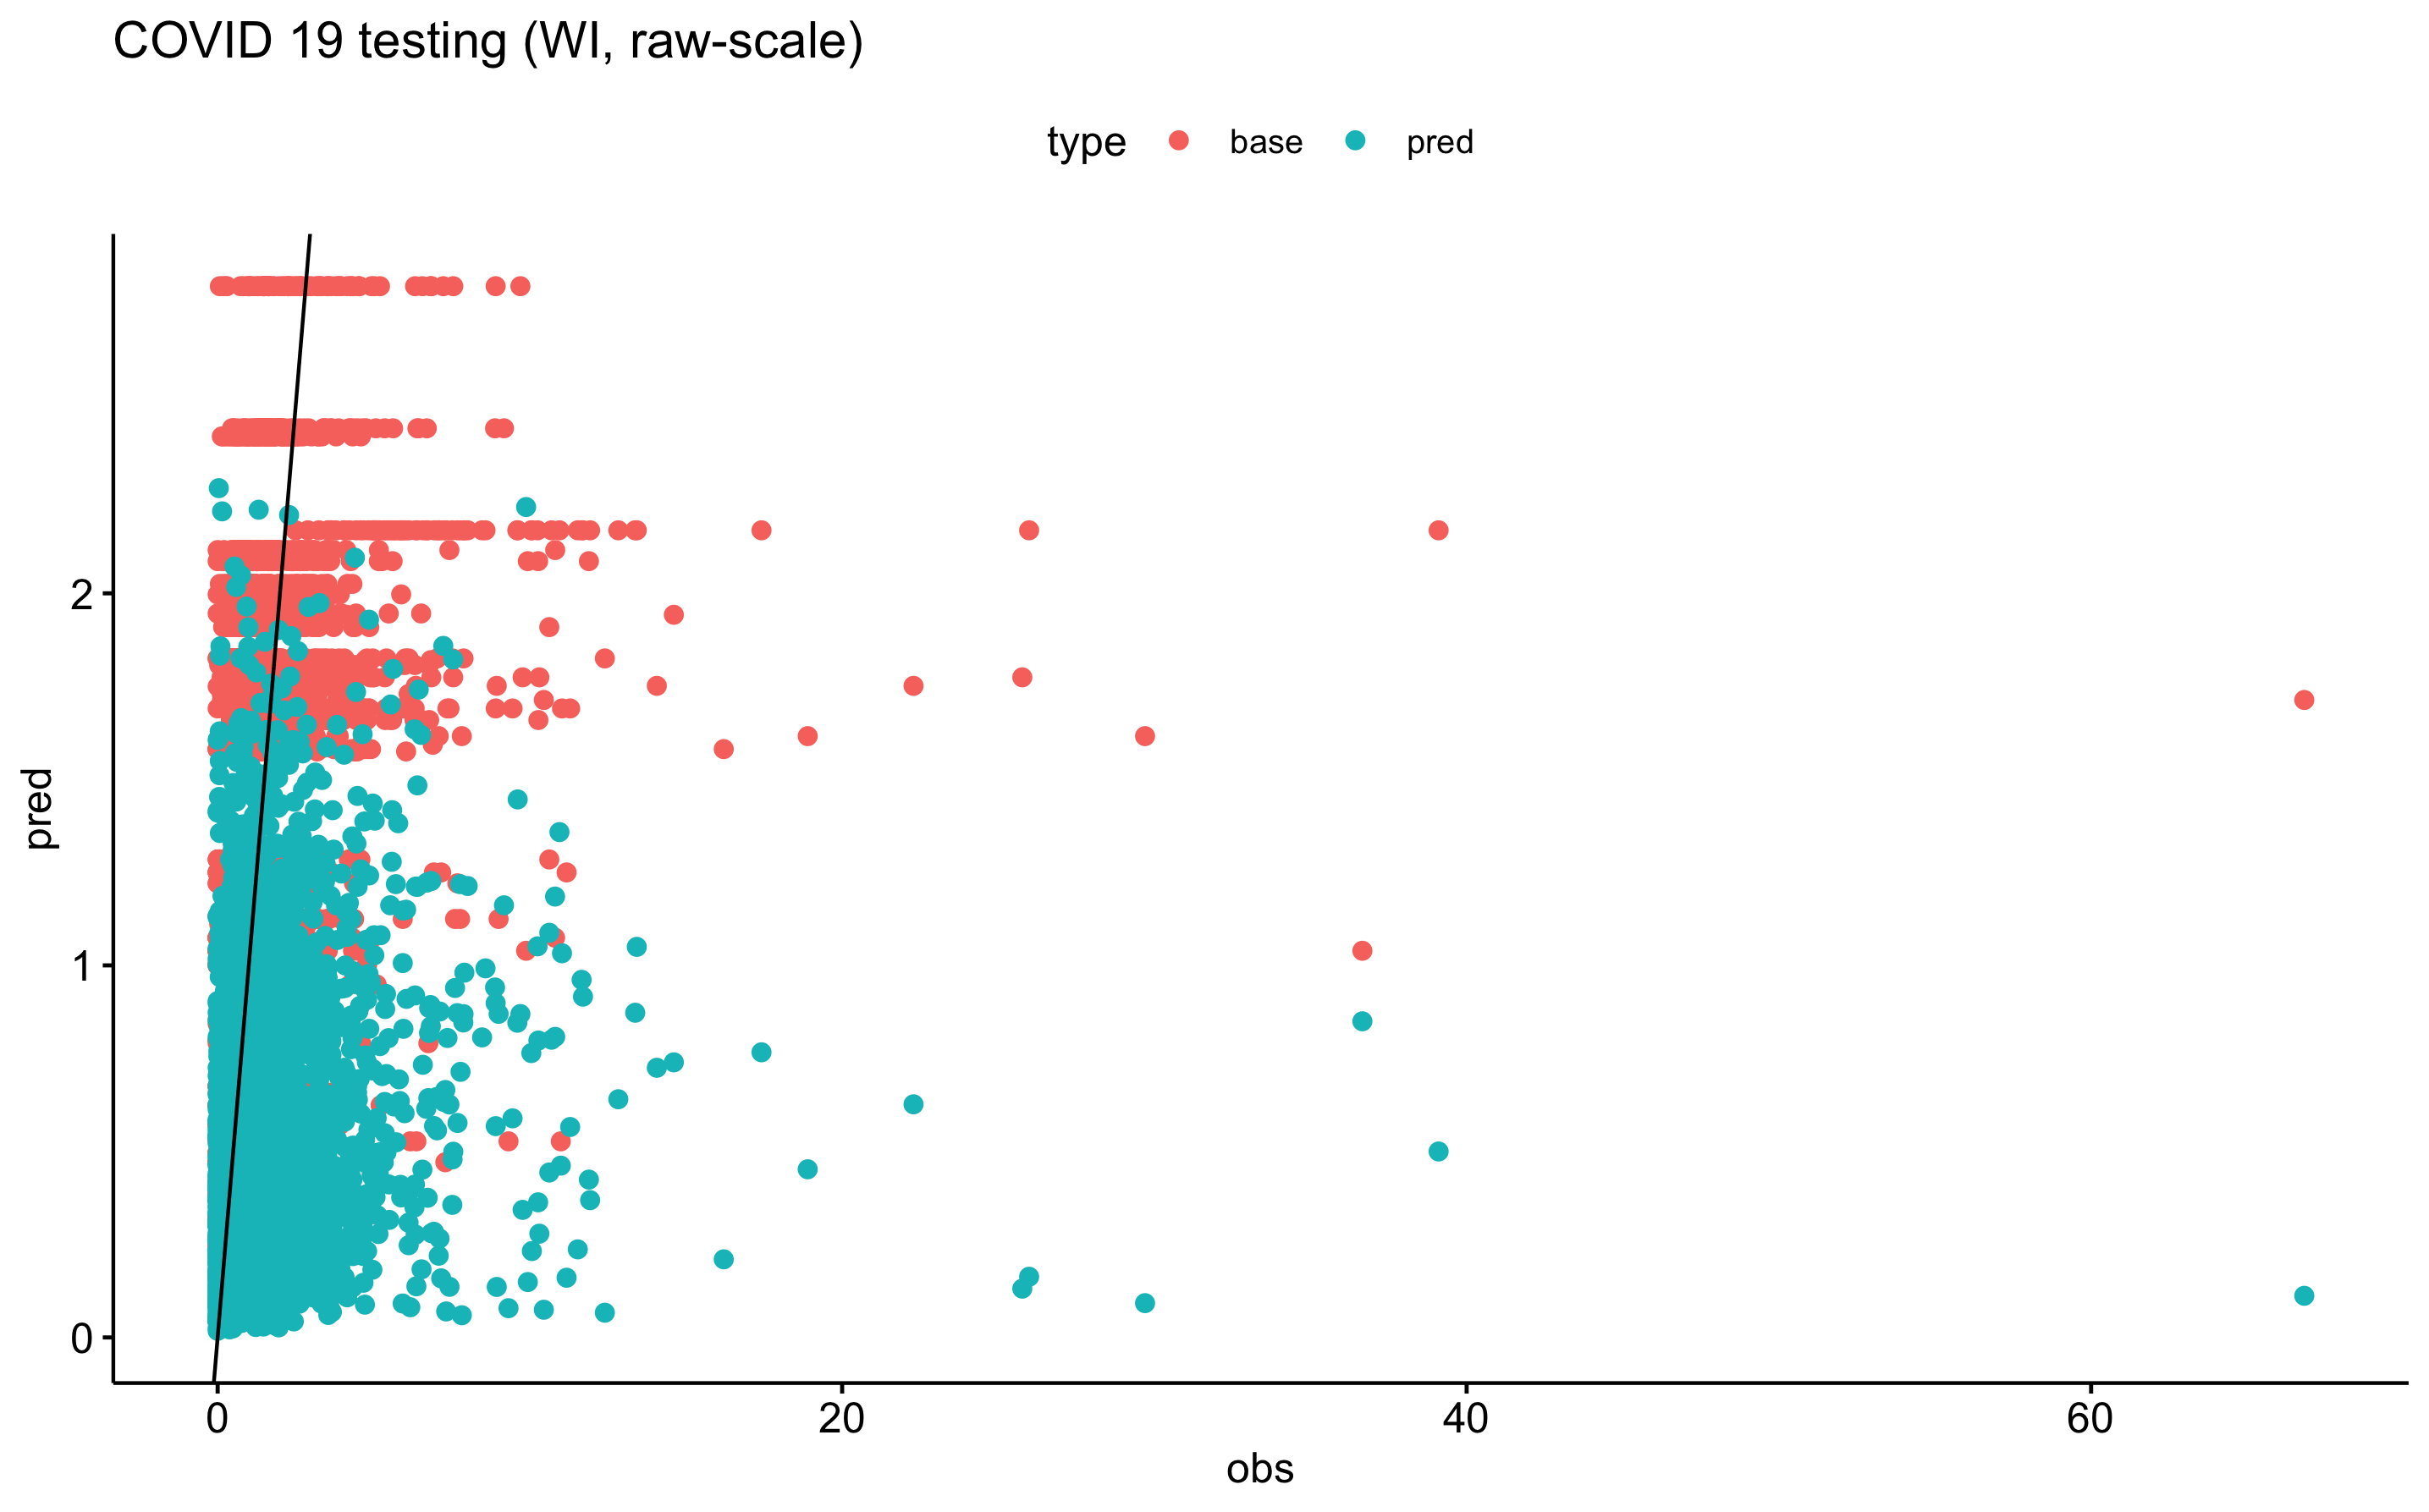 COVID 19 testing (WI, raw-scale)
type base pred
pred
2
1
0
0 20 40 60
obs